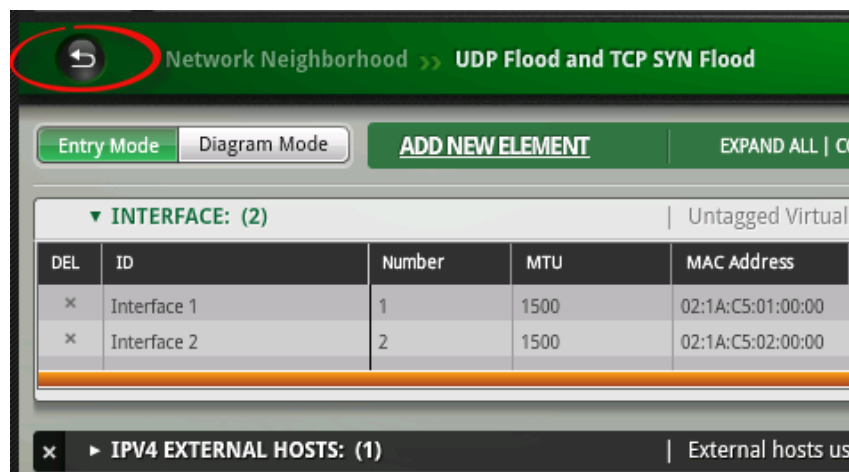 Network Neighborhood >> UDP Flood and TCP SYN Flood
Entry Mode Diagram Mode ADD NEW ELEMENT EXPAND ALL |
▼ INTERFACE: (2) | Untagged Virtual
DEL ID Number MTU MAC Address
× Interface 1 1 1500 02:1A:C5:01:00:00
× Interface 2 2 1500 02:1A:C5:02:00:00
× ► IPV4 EXTERNAL HOSTS: (1) | External hosts